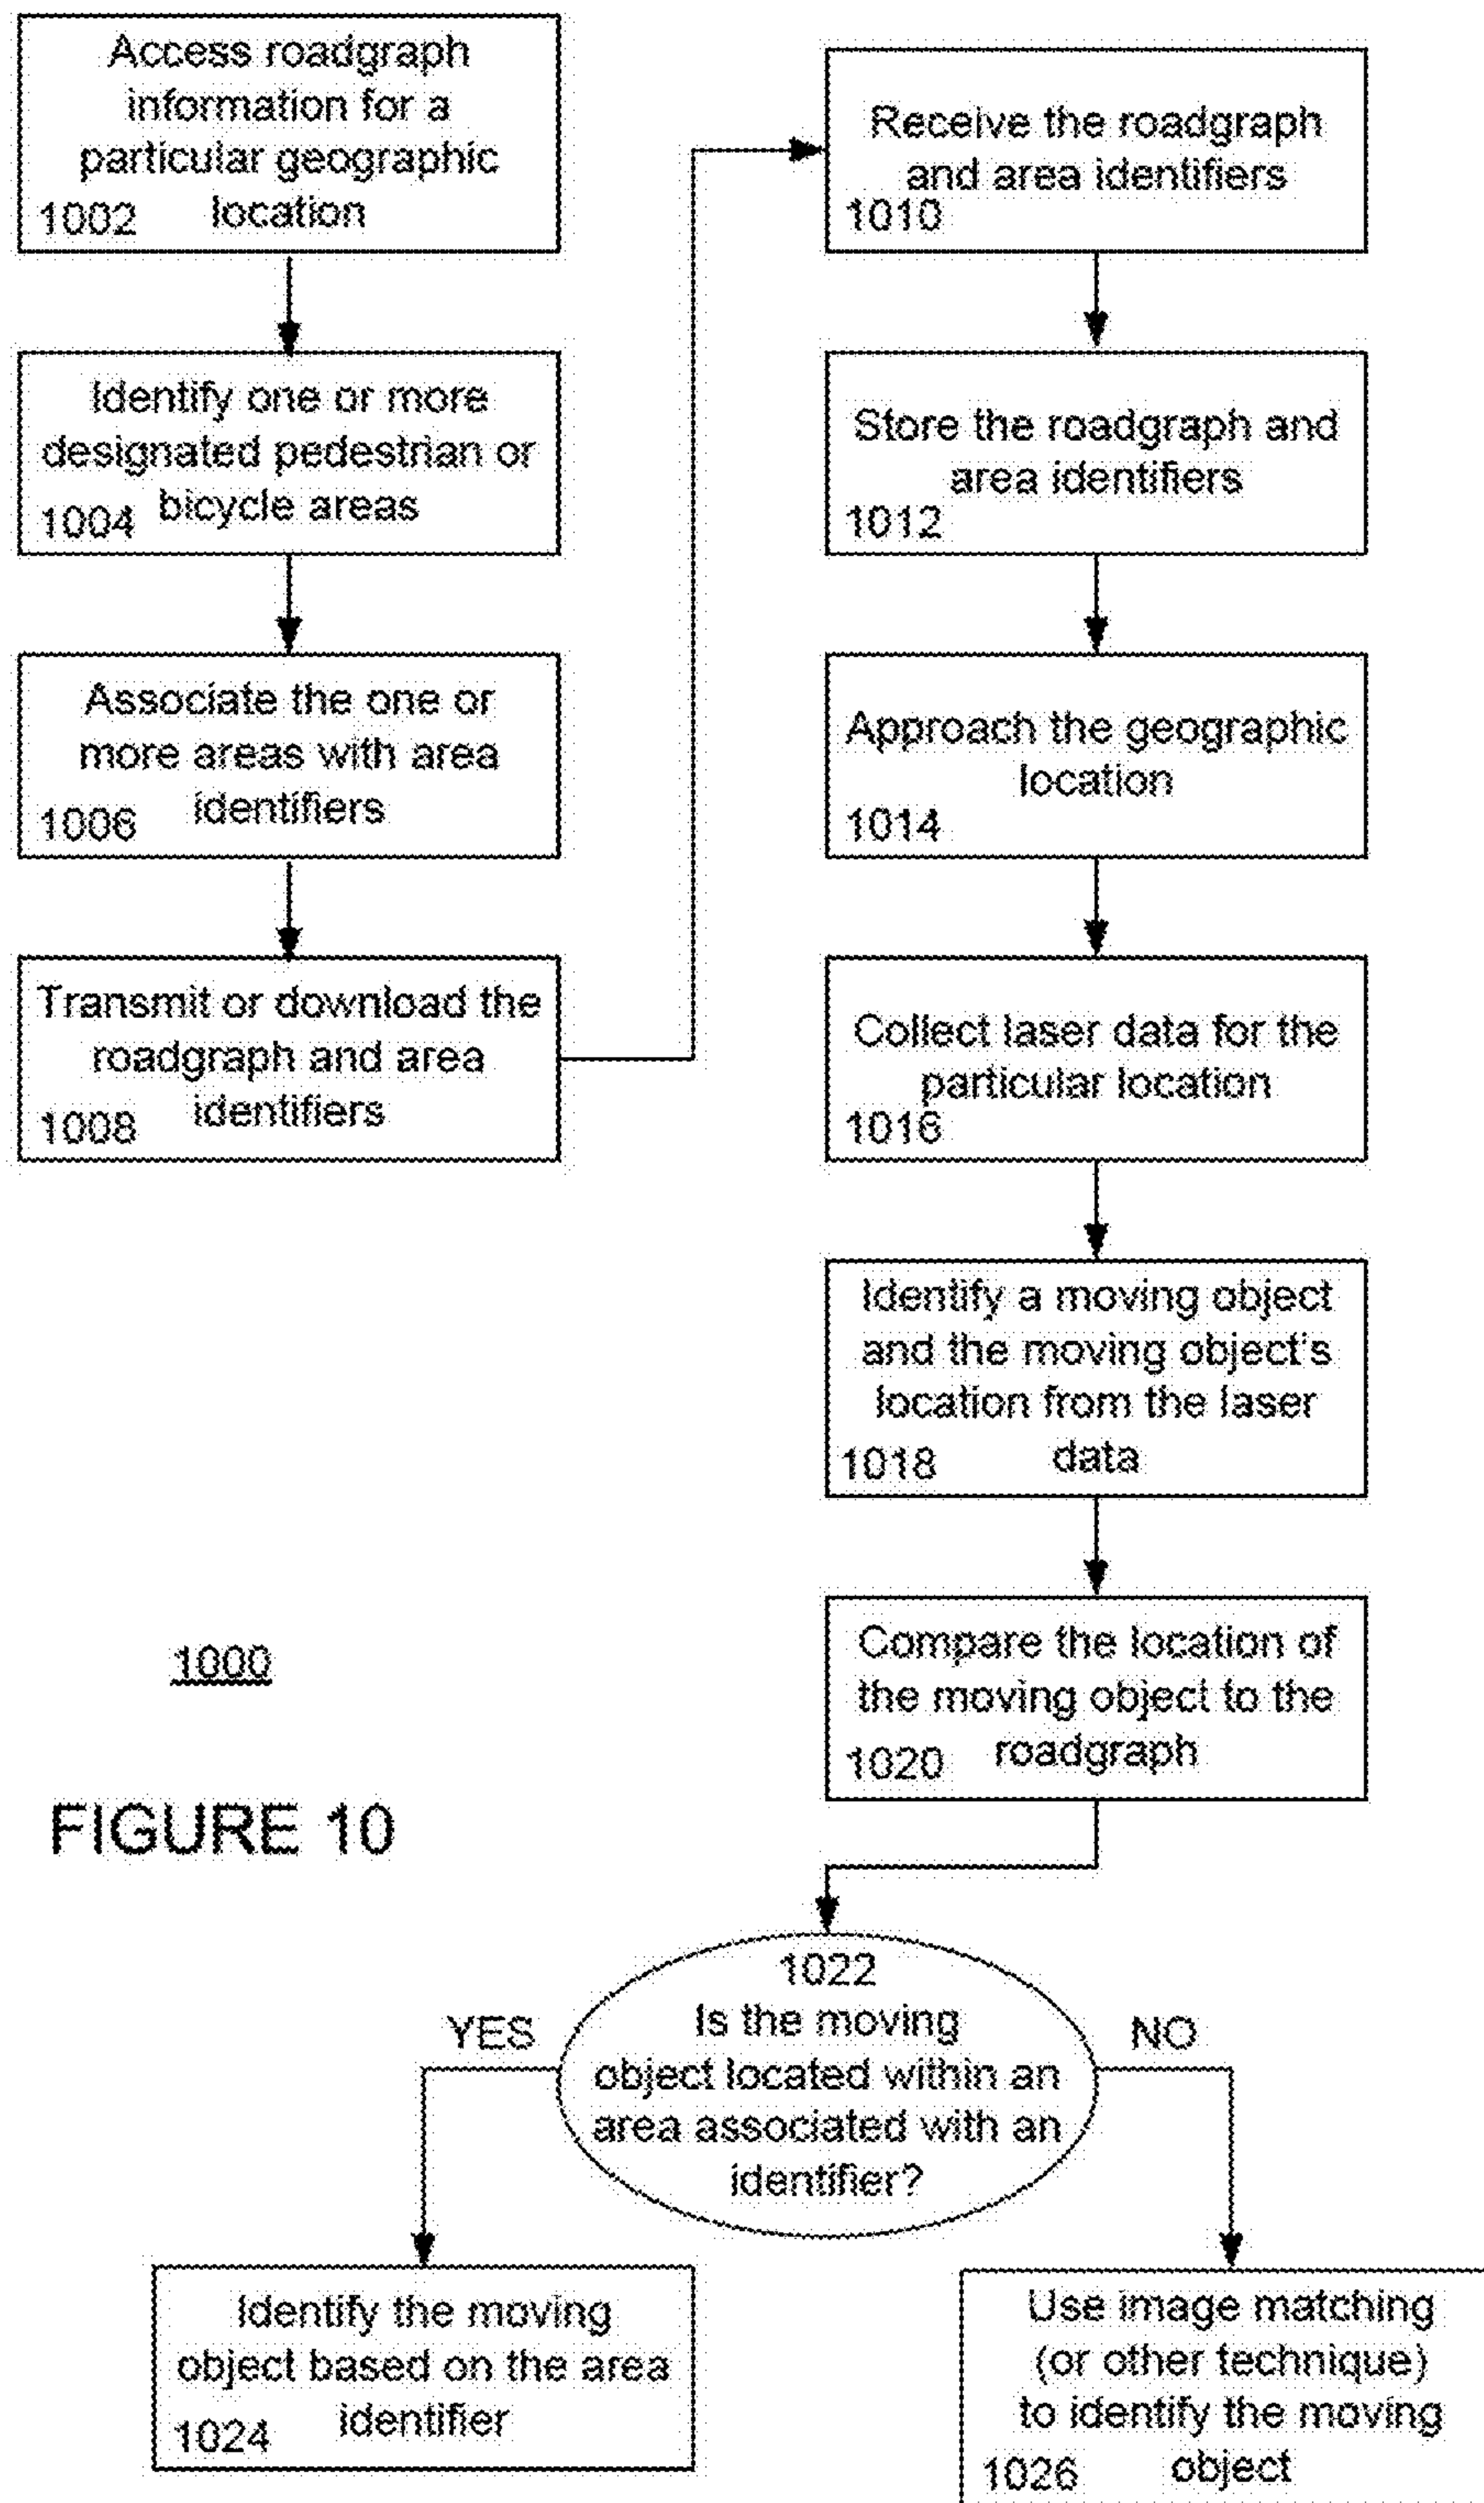 Access roadgraph
information for a
particular geographic
location
1002
Identify one or more
designated pedestrian or
bicycle areas
1004
Associate the one or
more areas with area
identifiers
1006
Transmit or download the
roadgraph and area
identifiers
1008
Receive the roadgraph
and area identifiers
1010
Store the roadgraph and
area identifiers
1012
Approach the geographic
location
1014
Collect laser data for the
particular location
1016
Identify a moving object
and the moving object's
location from the laser
data
1018
Compare the location of
the moving object to the
roadgraph
1020
1000
FIGURE 10
1022
Is the moving
object located within an
area associated with an
identifier?
YES
NO
Identify the moving
object based on the area
identifier
1024
Use image matching
(or other technique)
to identify the moving
object
1026